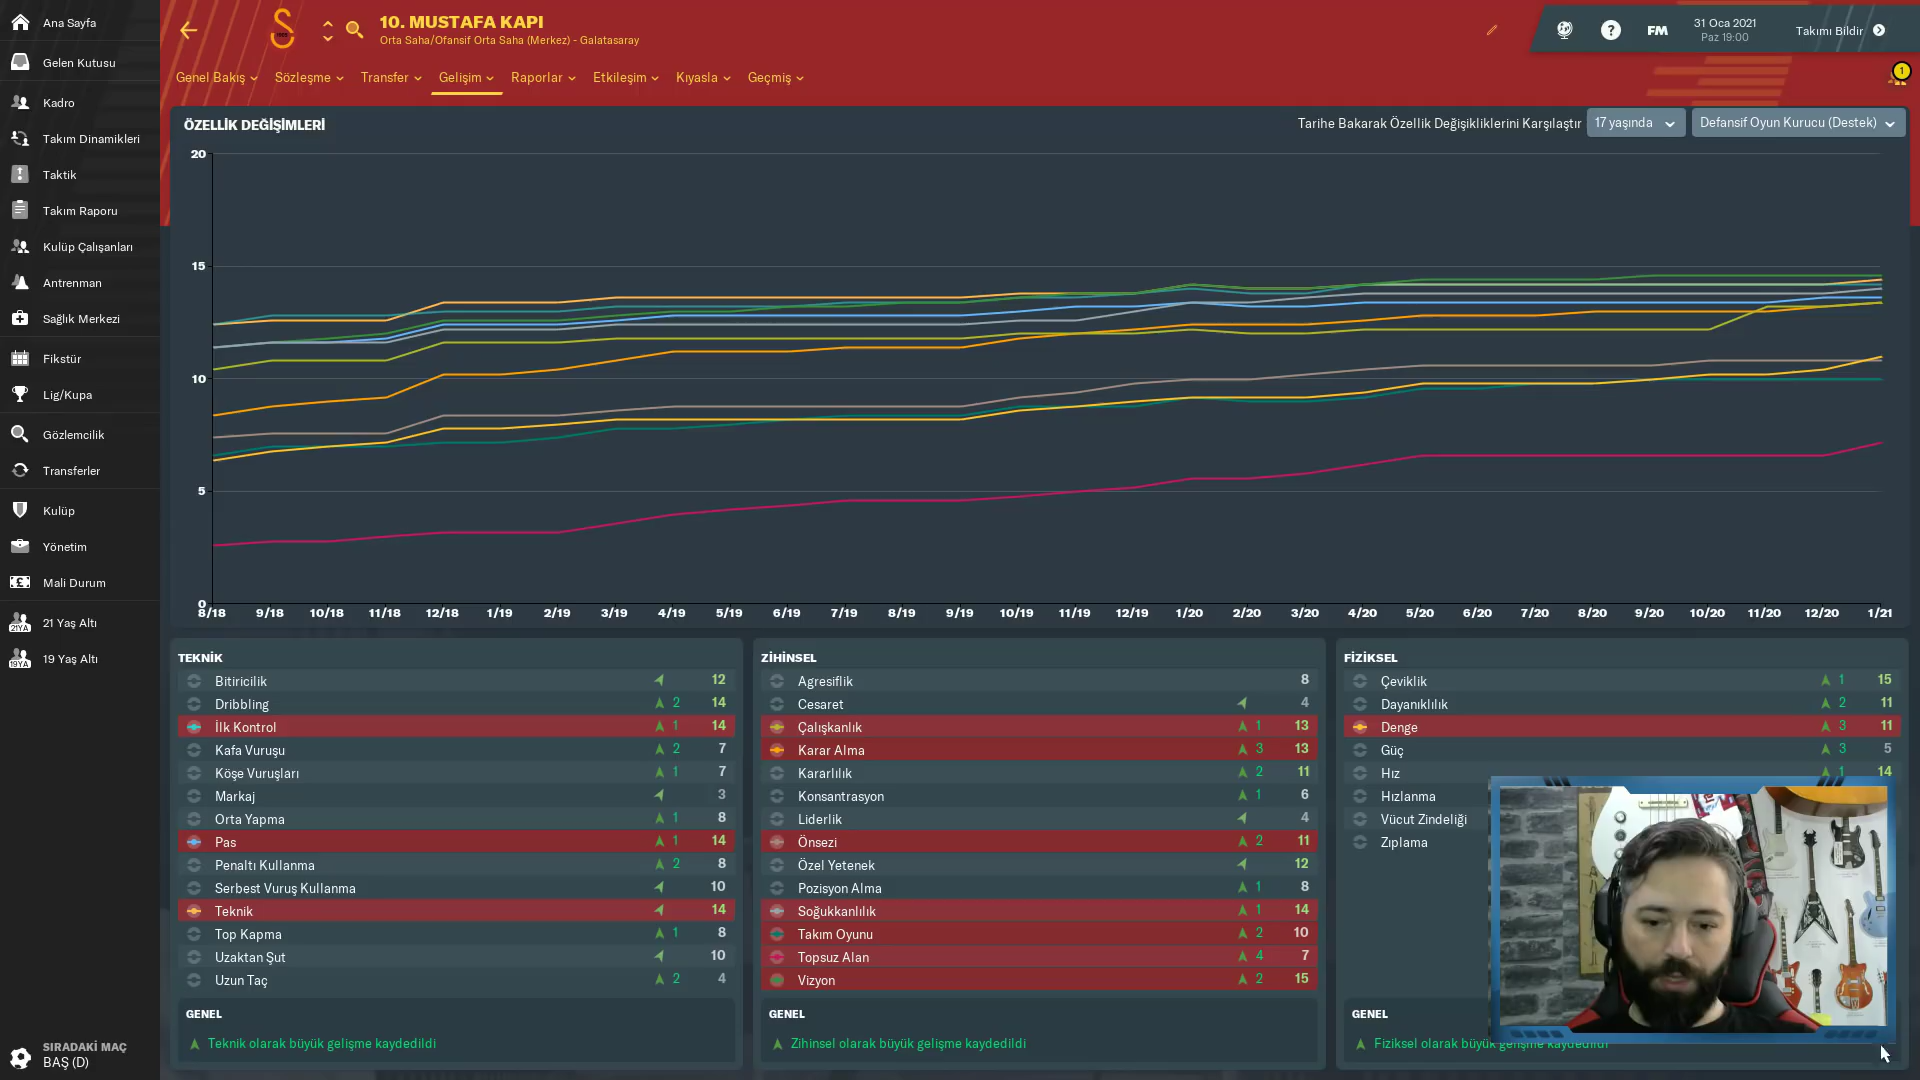 Ana Sayfa
Gelen Kutusu
Kadro
Takım Dinamikleri
Taktik
Takım Raporu
Kulüp Çalışanları
Antrenman
Sağlık Merkezi
Fikstür
Lig/Kupa
Gözlemcilik
Transferler
Kulüp
Yönetim
Mali Durum
21YA 21 Yaş Altı
19YA 19 Yaş Altı
SIRADAKİ MAÇ
BAŞ (D)
10. MUSTAFA KAPI
Orta Saha/Ofansif Orta Saha (Merkez) - Galatasaray
? FM
31 Oca 2021
Paz 19:00
Takımı Bildir
1
Genel Bakış Sözleşme Transfer Gelişim Raporlar Etkileşim Kıyasla Geçmiş
ÖZELLİK DEĞİŞİMLERİ
Tarihe Bakarak Özellik Değişikliklerini Karşılaştır 17 yaşında Defansif Oyun Kurucu (Destek)
20
15
10
5
0
8/18 9/18 10/18 11/18 12/18 1/19 2/19 3/19 4/19 5/19 6/19 7/19 8/19 9/19 10/19 11/19 12/19 1/20 2/20 3/20 4/20 5/20 6/20 7/20 8/20 9/20 10/20 11/20 12/20 1/21
TEKNİK
Bitiricilik 12
Dribbling 2 14
İlk Kontrol 1 14
Kafa Vuruşu 2 7
Köşe Vuruşları 1 7
Markaj 3
Orta Yapma 1 8
Pas 1 14
Penaltı Kullanma 2 8
Serbest Vuruş Kullanma 10
Teknik 14
Top Kapma 1 8
Uzaktan Şut 10
Uzun Taç 2 4
GENEL
Teknik olarak büyük gelişme kaydedildi
ZİHİNSEL
Agresiflik 8
Cesaret 4
Çalışkanlık 1 13
Karar Alma 3 13
Kararlılık 2 11
Konsantrasyon 1 6
Liderlik 4
Önsezi 2 11
Özel Yetenek 12
Pozisyon Alma 1 8
Soğukkanlılık 1 14
Takım Oyunu 2 10
Topsuz Alan 4 7
Vizyon 2 15
GENEL
Zihinsel olarak büyük gelişme kaydedildi
FİZİKSEL
Çeviklik 1 15
Dayanıklılık 2 11
Denge 3 11
Güç 3 5
Hız 1 14
Hızlanma
Vücut Zindeliği
Zıplama
GENEL
Fiziksel olarak büyük gelişme kaydedildi